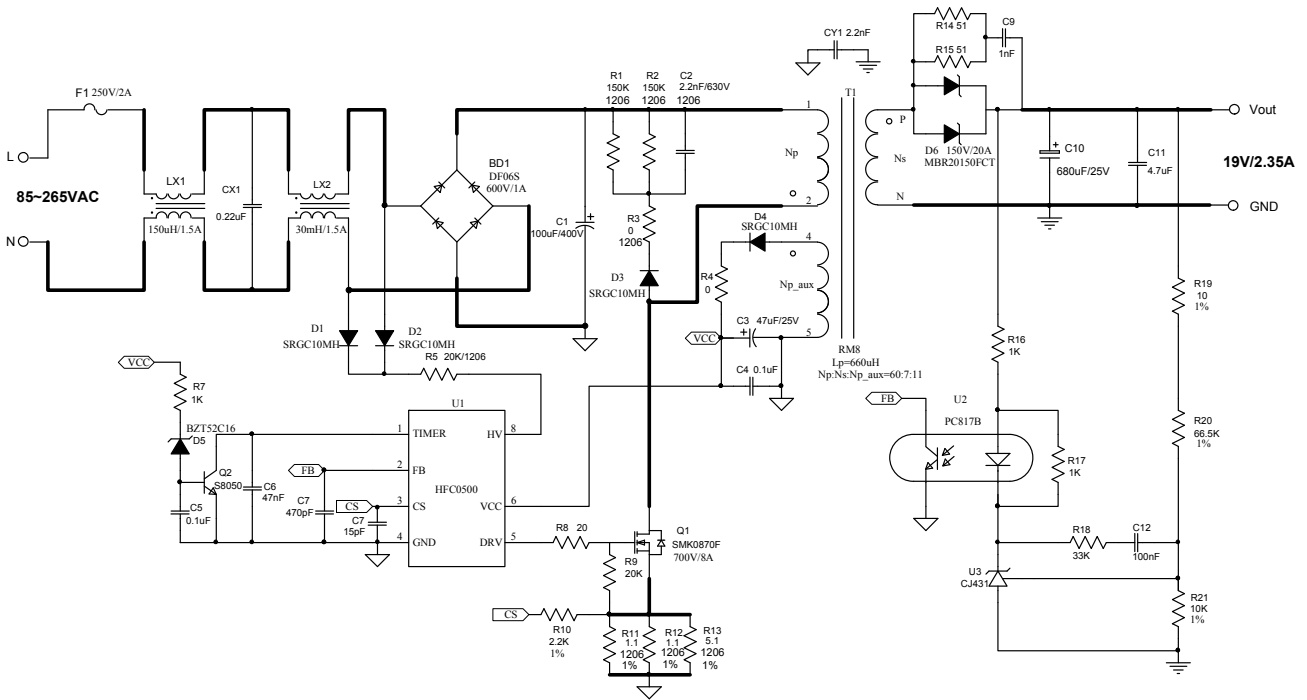 R14 51
C9
CY1 2.2nF
R15 51
1nF
R1
150K
1206
R2
150K
1206
C2
2.2nF/630V
1206
F1 250V/2A
T1
1
P
Vout
Np
Ns
D6 150V/20A
MBR20150FCT
+
C10
680uF/25V
C11
4.7uF
19V/2.35A
L
BD1
DF06S
600V/1A
85~265VAC
LX1
CX1
0.22uF
LX2
N
2
N
GND
150uH/1.5A
30mH/1.5A
C1
+
100uF/400V
R3
0
1206
D4
SRGC10MH
4
Np_aux
D3
SRGC10MH
R4
0
C3
47uF/25V
+
5
R19
10
1%
D1
SRGC10MH
D2
SRGC10MH
VCC
R16
1K
RM8
Lp=660uH
Np:Ns:Np_aux=60:7:11
VCC
R5 20K/1206
C4 0.1uF
R7
1K
U1
FB
U2
PC817B
R20
66.5K
1%
BZT52C16
D5
1
TIMER
HV
8
R17
1K
Q2
S8050
FB
2
FB
HFC0500
C6
47nF
C7
470pF
CS
3
CS
VCC
6
C5
0.1uF
C7
15pF
4
GND
DRV
5
R8 20
Q1
SMK0870F
700V/8A
R18
33K
C12
100nF
R9
20K
U3
CJ431
CS
R10
2.2K
1%
R11
1.1
1206
1%
R12
1.1
1206
1%
R13
5.1
1206
1%
R21
10K
1%